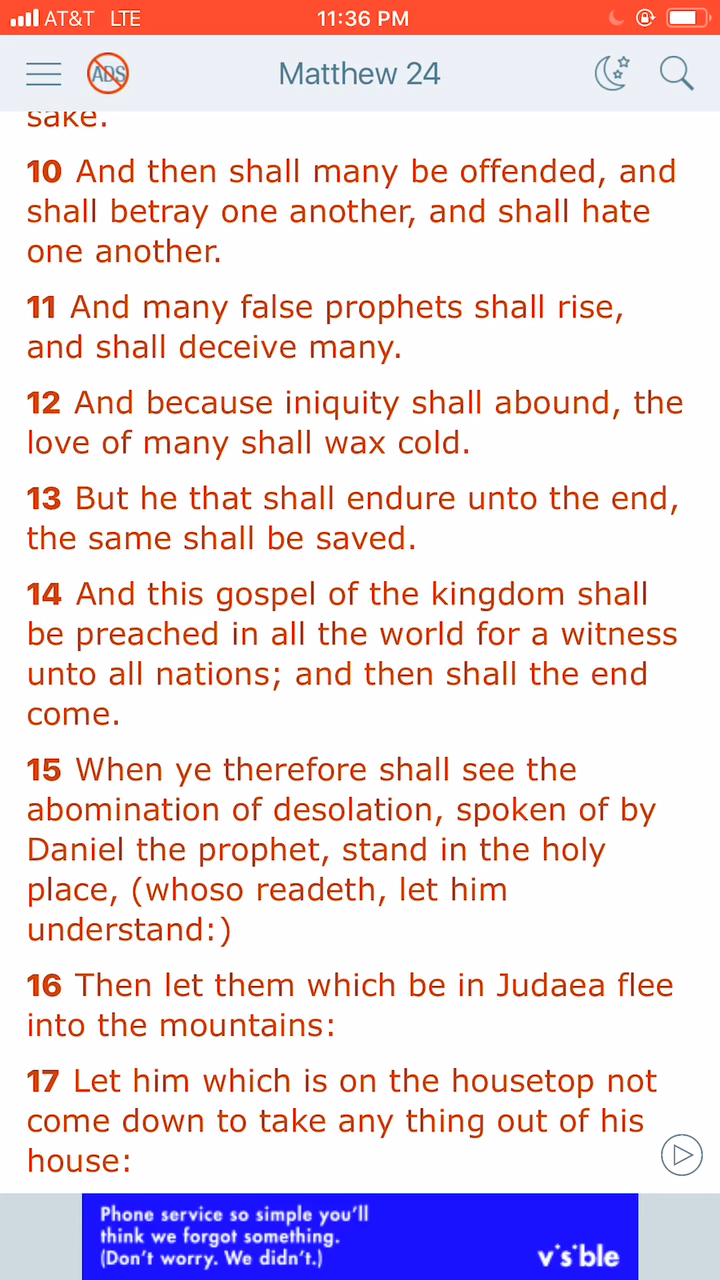 AT&T LTE 11:36 PM
ADS Matthew 24
sake.
10 And then shall many be offended, and
shall betray one another, and shall hate
one another.
11 And many false prophets shall rise,
and shall deceive many.
12 And because iniquity shall abound, the
love of many shall wax cold.
13 But he that shall endure unto the end,
the same shall be saved.
14 And this gospel of the kingdom shall
be preached in all the world for a witness
unto all nations; and then shall the end
come.
15 When ye therefore shall see the
abomination of desolation, spoken of by
Daniel the prophet, stand in the holy
place, (whoso readeth, let him
understand:)
16 Then let them which be in Judaea flee
into the mountains:
17 Let him which is on the housetop not
come down to take any thing out of his
house:
Phone service so simple you'll
think we forgot something.
(Don't worry. We didn't.)
visible